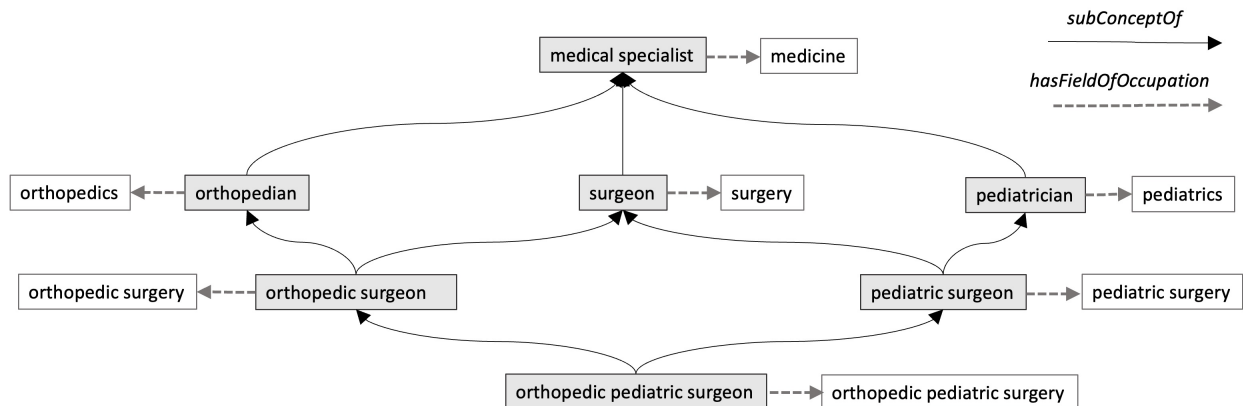 subConceptOf
medical specialist
medicine
hasFieldOfOccupation
orthopedics
orthopedian
surgeon
surgery
pediatrician
pediatrics
orthopedic surgery
orthopedic surgeon
pediatric surgeon
pediatric surgery
orthopedic pediatric surgeon
orthopedic pediatric surgery